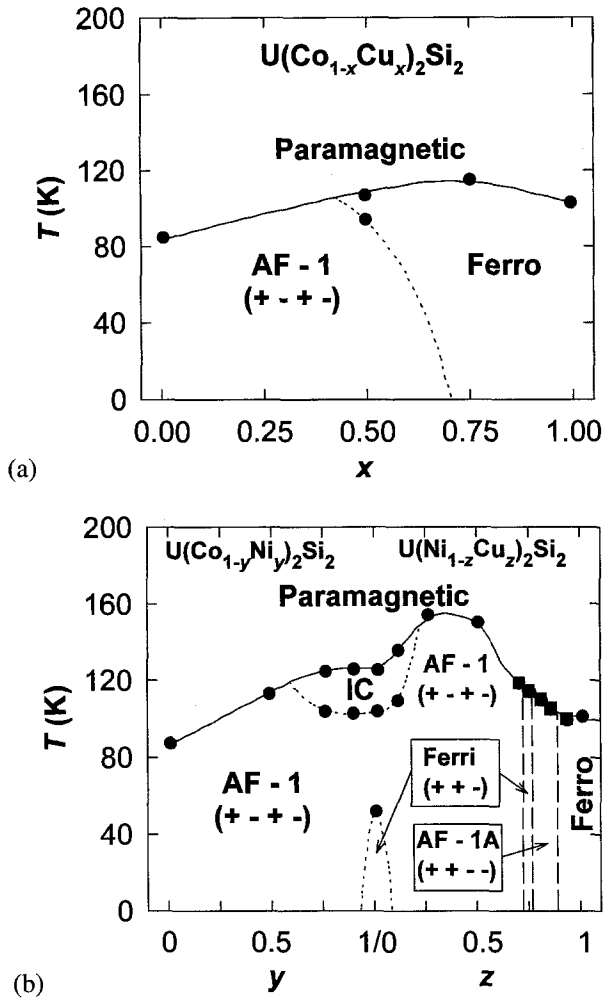 200
U(Co1-xCux)2Si2
160
Paramagnetic
120
T (K)
80
AF - 1
(+ - + -)
Ferro
40
0
0.00 0.25 0.50 0.75 1.00
(a)
x
200
U(Co1-yNiy)2Si2 U(Ni1-zCuz)2Si2
Paramagnetic
160
AF - 1
(+ - + -)
IC
120
T (K)
80
AF - 1
(+ - + -)
Ferri
(+ + -)
Ferro
40
AF - 1A
(+ + - -)
0
0 0.5 1/0 0.5 1
(b)
y z